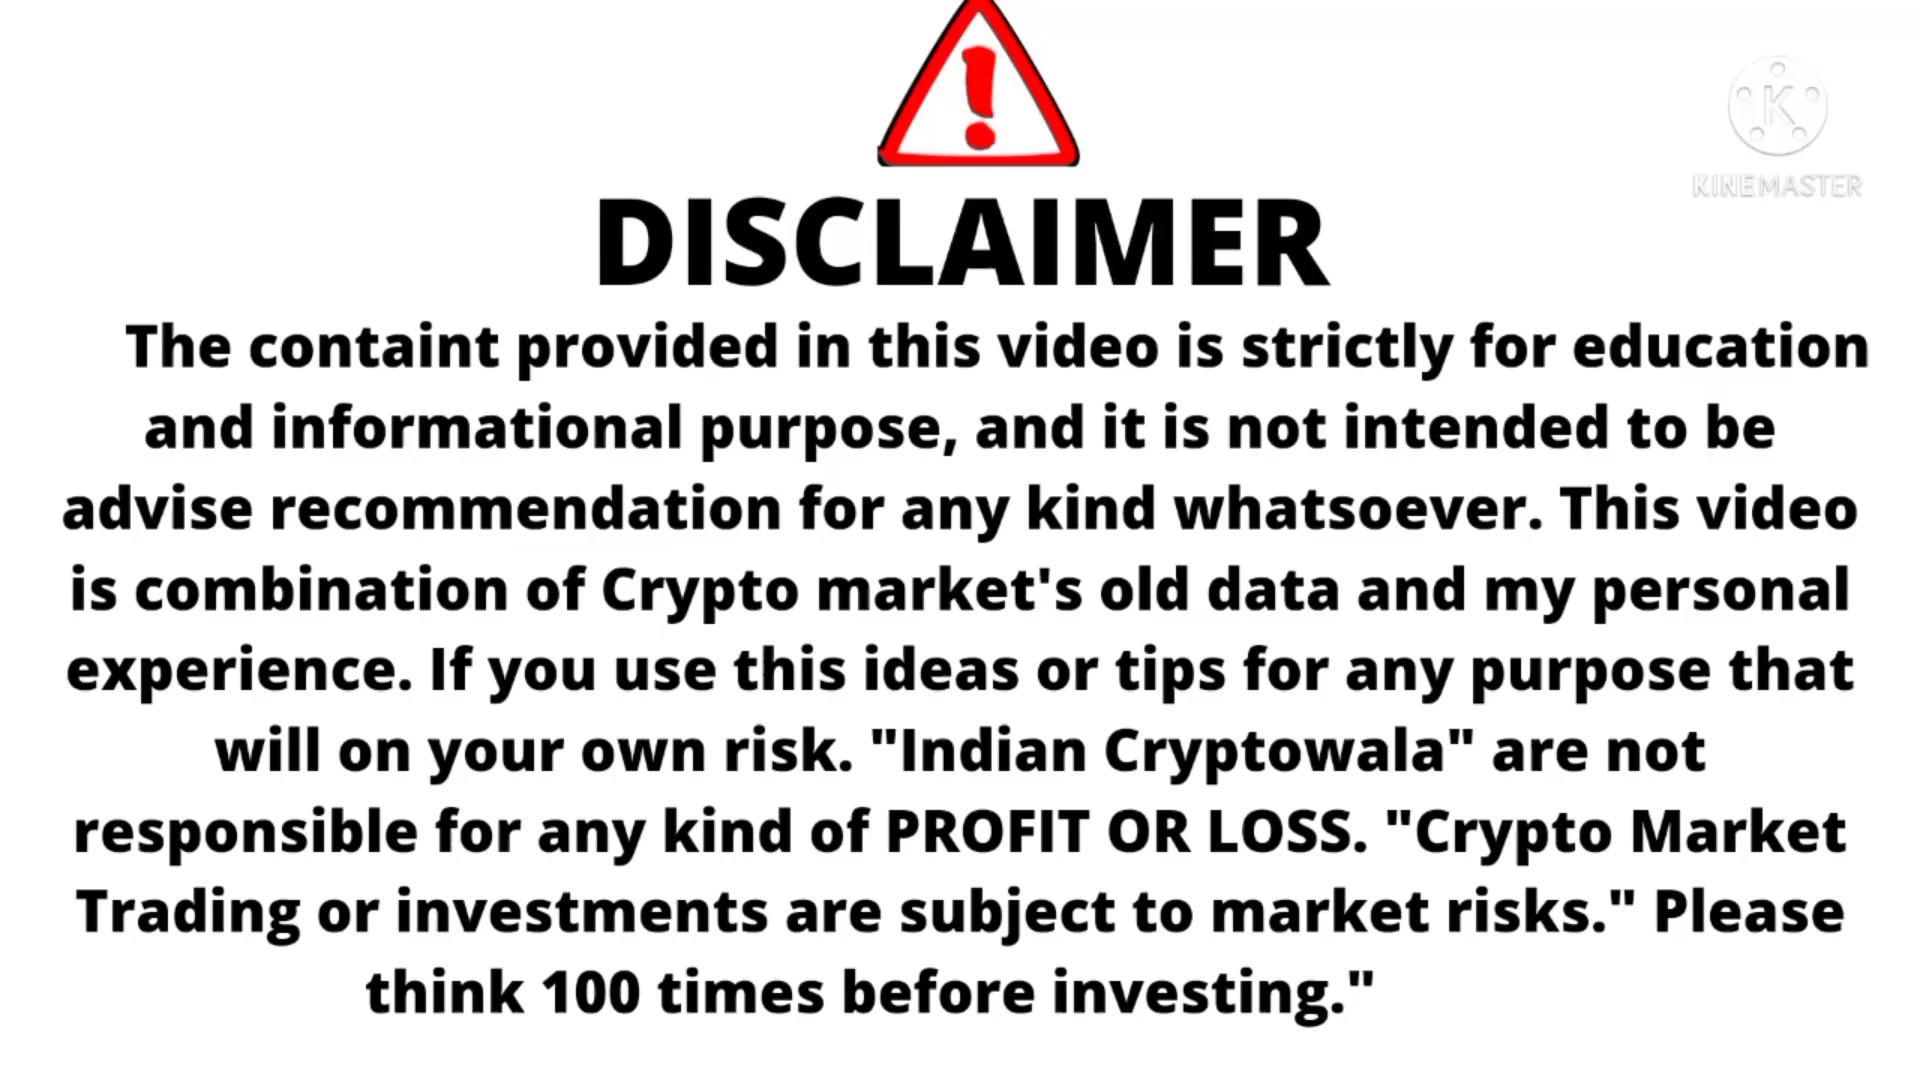 K
KINEMASTER
DISCLAIMER
The containt provided in this video is strictly for education
and informational purpose, and it is not intended to be
advise recommendation for any kind whatsoever. This video
is combination of Crypto market's old data and my personal
experience. If you use this ideas or tips for any purpose that
will on your own risk. "Indian Cryptowala" are not
responsible for any kind of PROFIT OR LOSS. "Crypto Market
Trading or investments are subject to market risks." Please
think 100 times before investing."